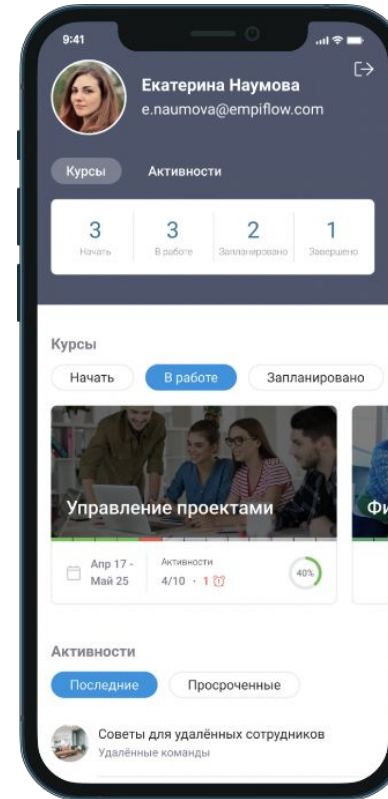 9:41
Екатерина Наумова
e.naumova@empiflow.com
Курсы Активности
3 3 2 1
Начать В работе Запланировано Завершено
Курсы
Начать В работе Запланировано
Управление проектами
Фи
Апр 17 -
Май 25
Активности
4/10 · 1
40%
Активности
Последние Просроченные
Советы для удалённых сотрудников
Удалённые команды